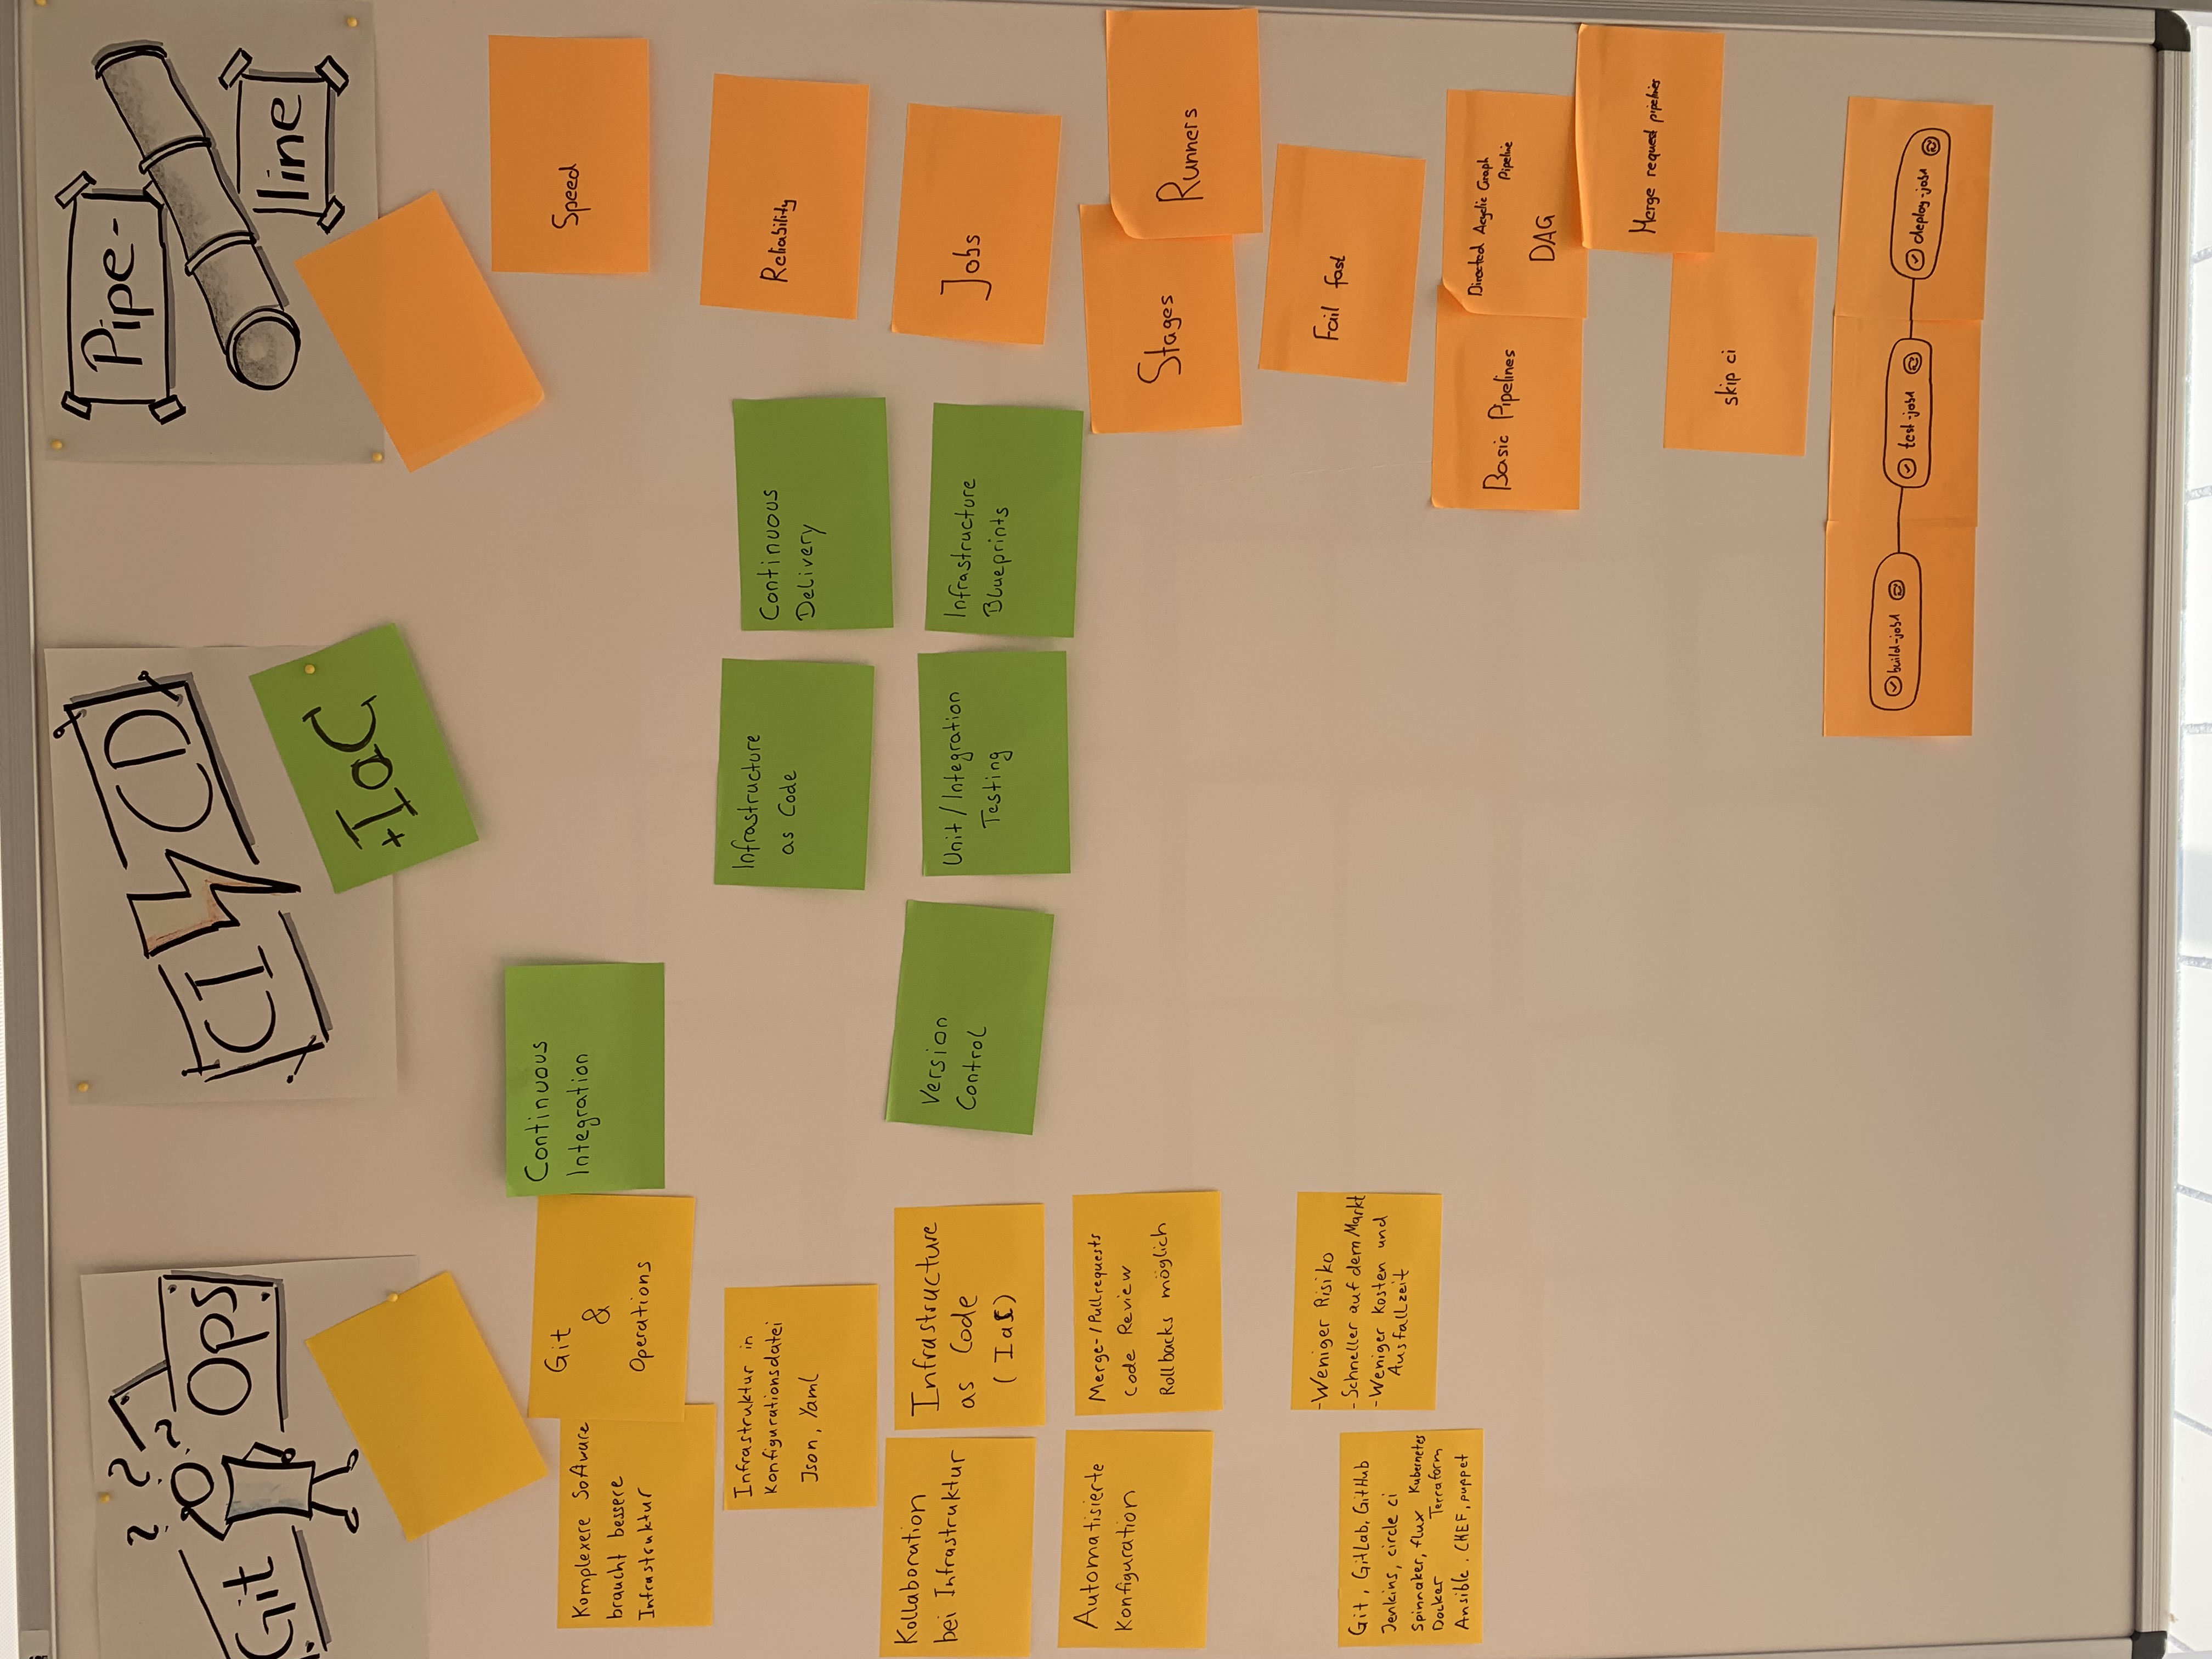 Git
Ops
? ? ?
Komplexere Software
braucht bessere
Infrastruktur
Git
&
Operations
Infrastruktur in
Konfigurationsdatei
Json, Yaml
Kollaboration
bei Infrastruktur
Infrastructure
as Code
(IaC)
Automatisierte
Konfiguration
Merge-/Pullrequests
Code Review
Rollbacks möglich
-Weniger Risiko
-Schneller auf dem Markt
-Weniger Kosten und
Ausfallzeit
Git, GitLab, GitHub
Jenkins, circle ci
Spinnaker, flux Kubernetes
Docker Terraform
Ansible, CHEF, puppet
CI CD
+IaC
Continuous
Integration
Infrastructure
as Code
Continuous
Delivery
Version
Control
Unit / Integration
Testing
Infrastructure
Blueprints
Pipe-
line
Speed
Reliability
Jobs
Stages
Runners
Fail fast
Basic Pipelines
Directed Acyclic Graph
Pipeline
DAG
Merge request pipelines
skip ci
build-job1
test-job1
deploy-job1